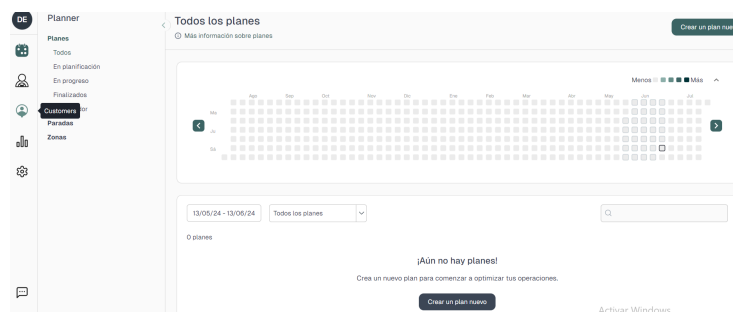 DE
Planner
Planes
Todos
En planificación
En progreso
Finalizados
Customers
Paradas
Zonas
Todos los planes
Más información sobre planes
Crear un plan nue
Menos
Más
Ago Sep Oct Nov Dic Ene Feb Mar Abr May Jun Jul
Ma
Ju
Sá
13/05/24 - 13/06/24
Todos los planes
0 planes
¡Aún no hay planes!
Crea un nuevo plan para comenzar a optimizar tus operaciones.
Crear un plan nuevo
Activar Windows